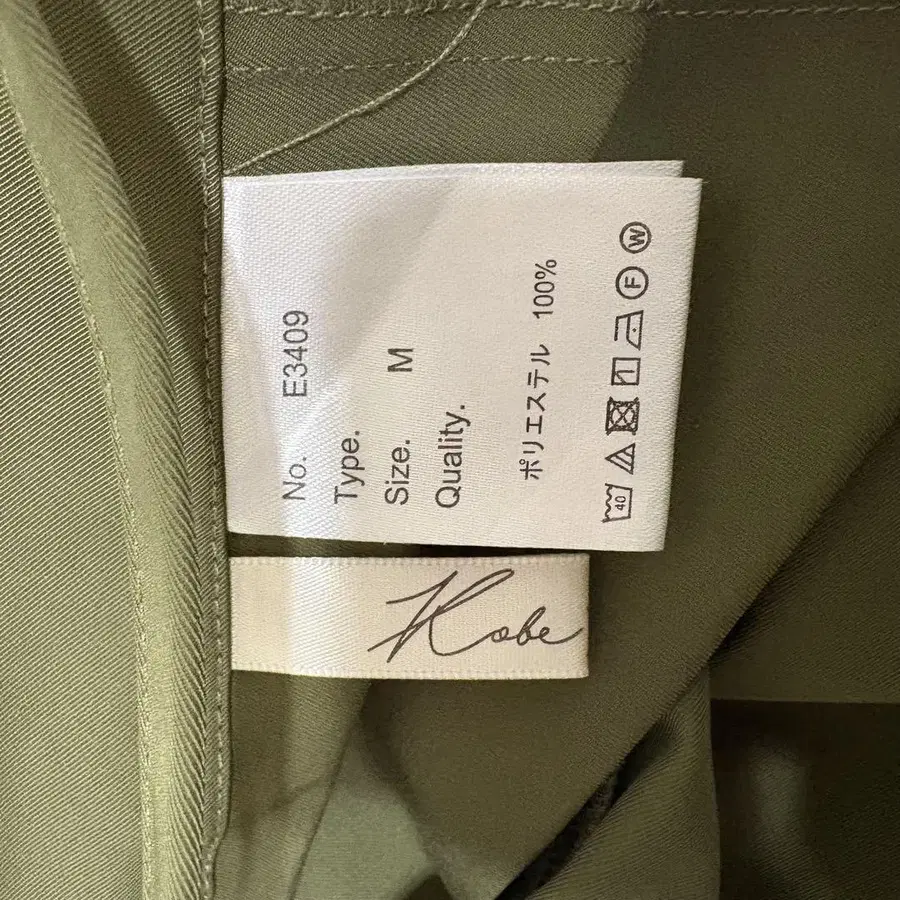 No. E3409
Type.
Size. M
Quality.
ポリエステル 100%
40 F W
Kobe